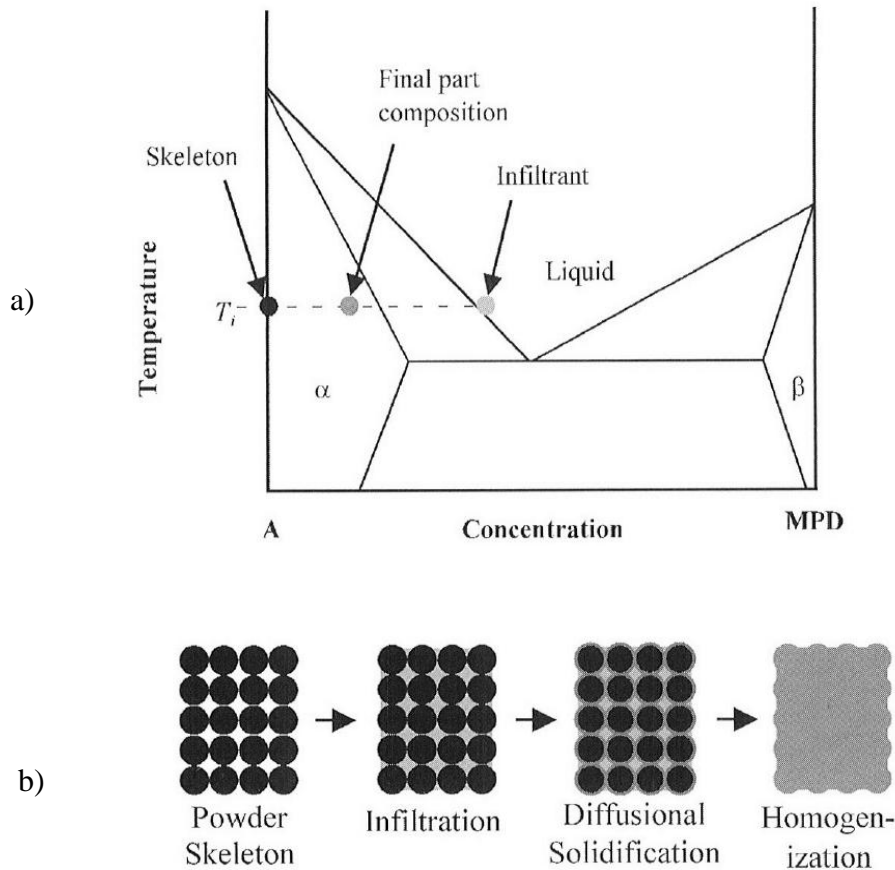 a)
Final part
composition
Skeleton
Infiltrant
Liquid
Temperature
T_i
α
β
A
Concentration
MPD
b)
Powder
Skeleton
Infiltration
Diffusional
Solidification
Homogen-
ization